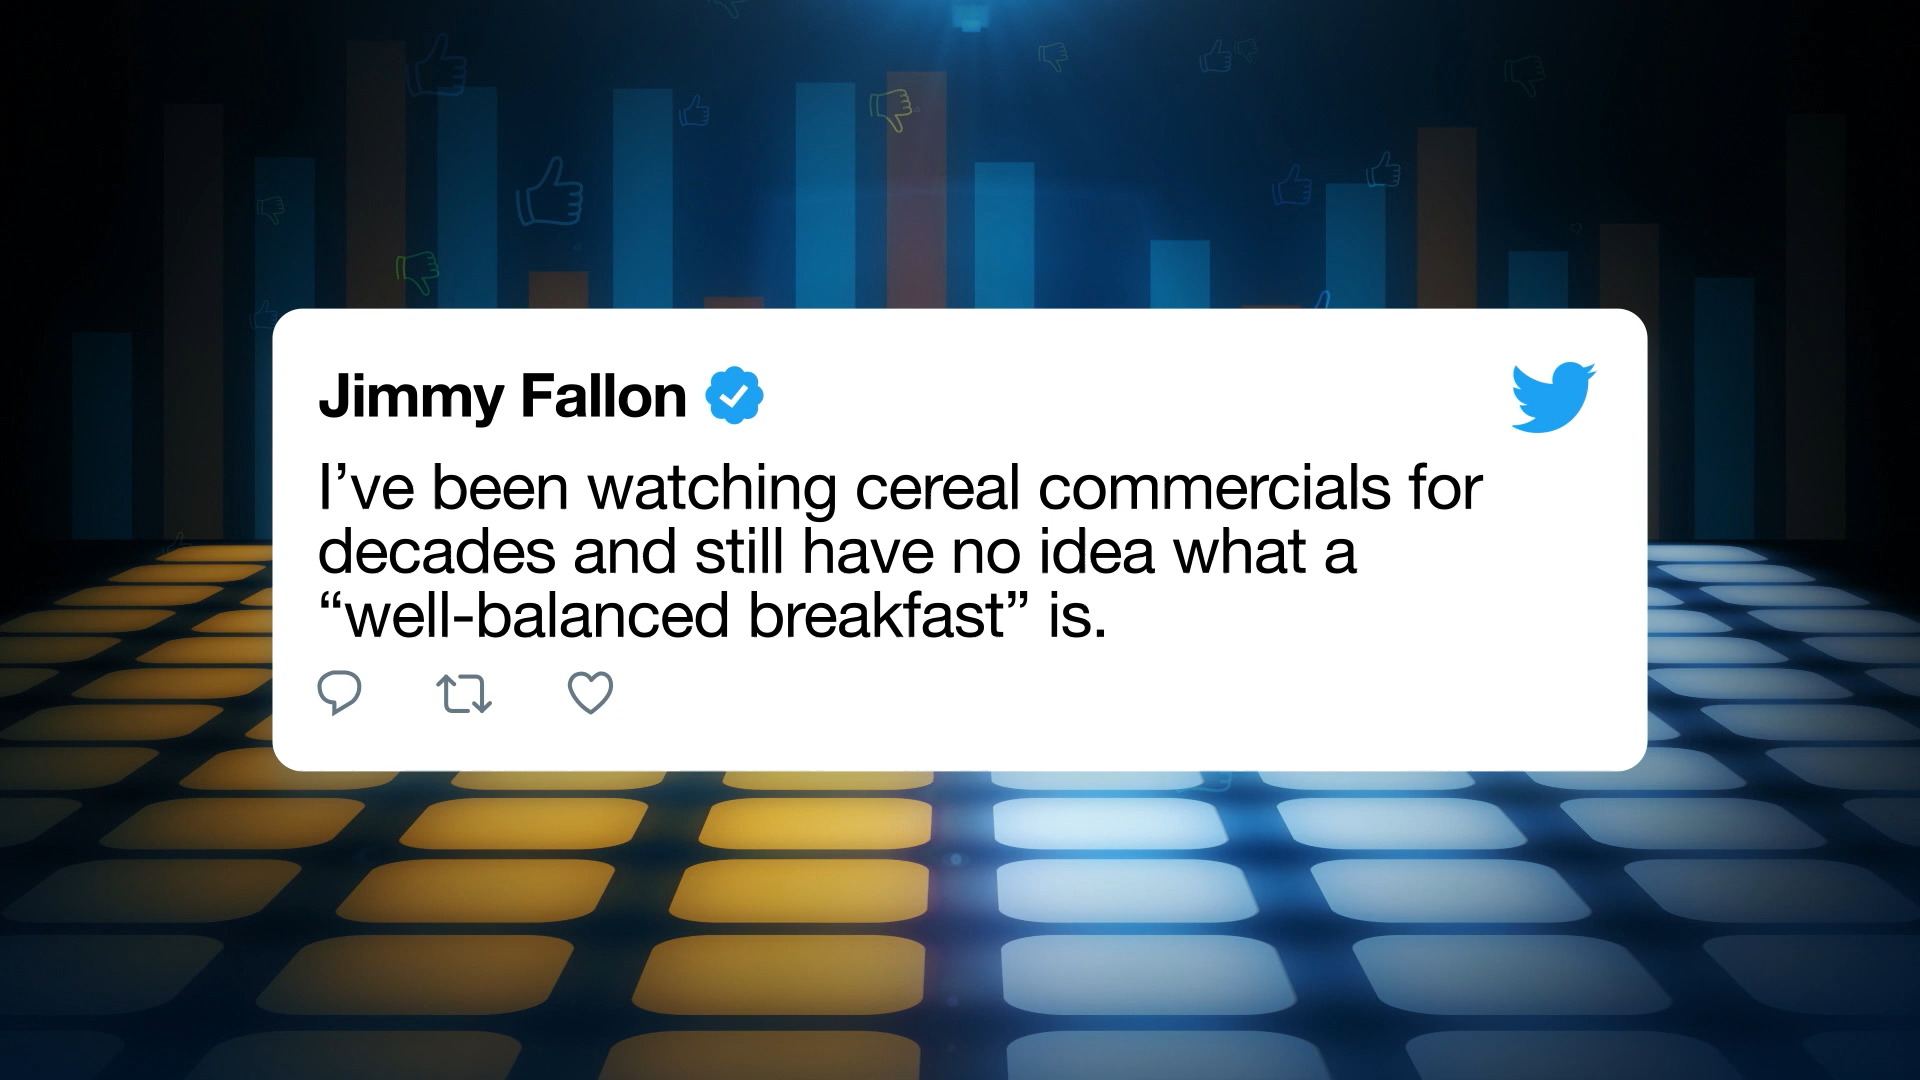 Jimmy Fallon
I’ve been watching cereal commercials for
decades and still have no idea what a
“well-balanced breakfast” is.